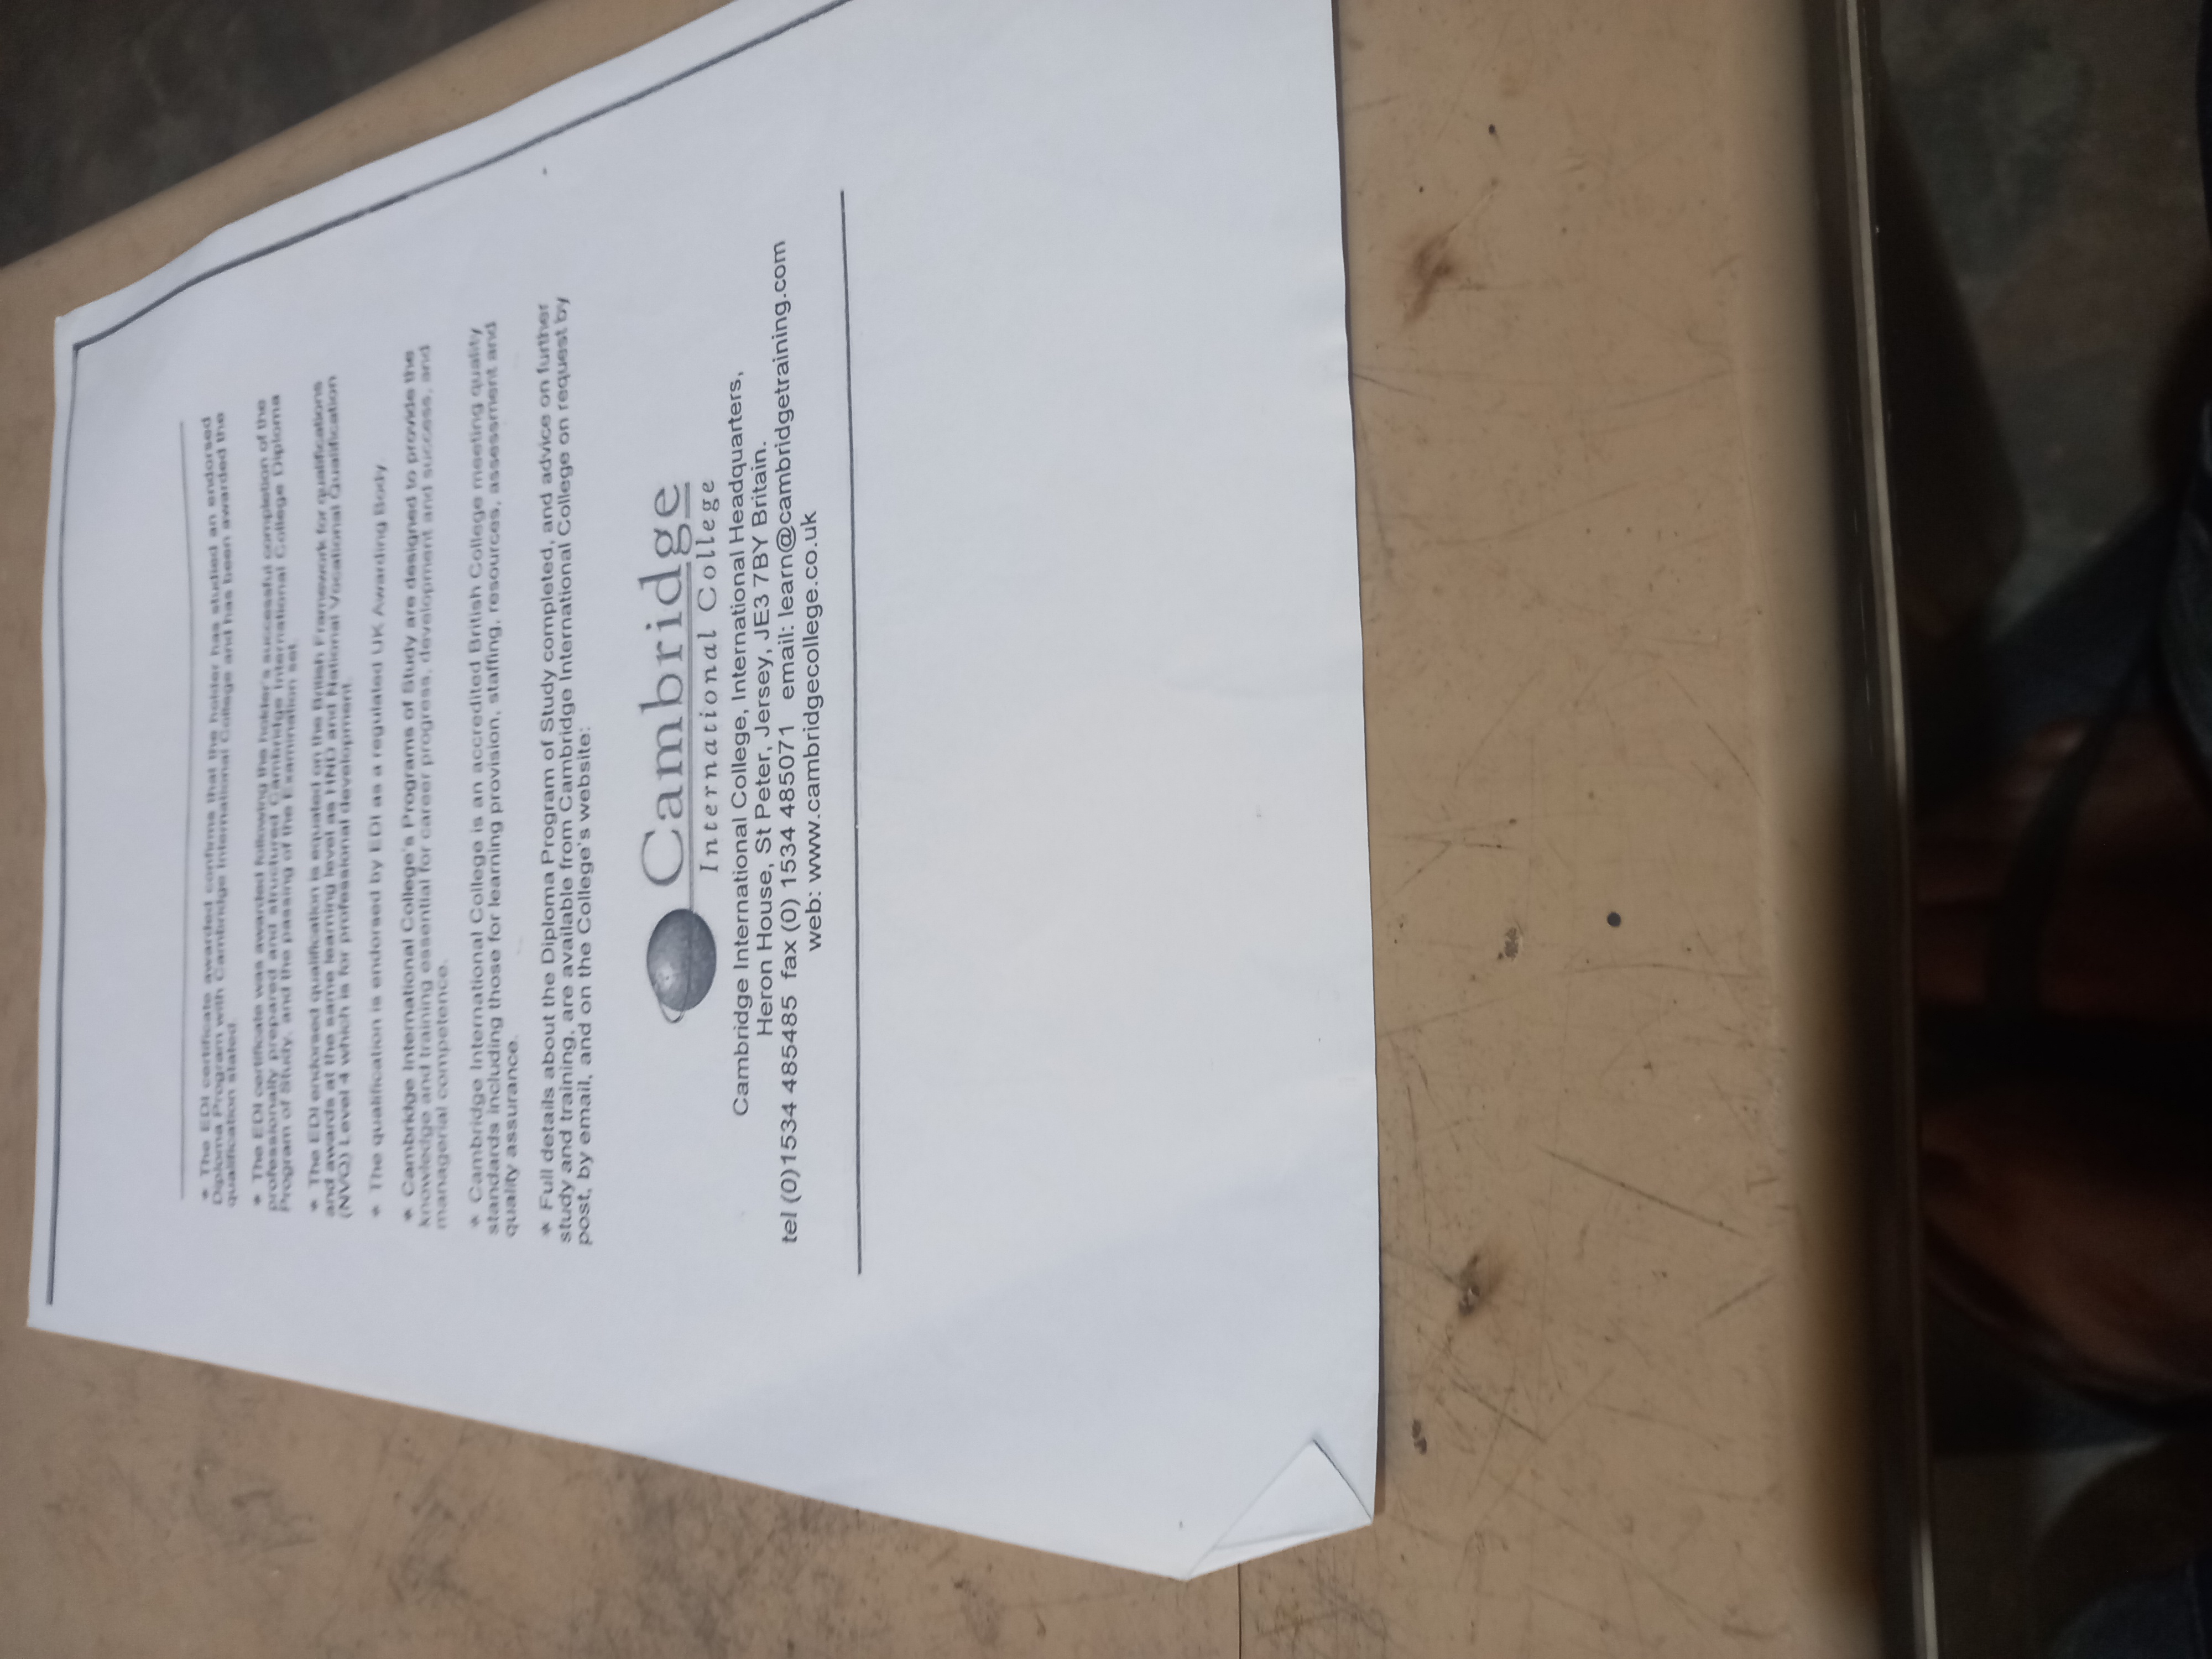 * The EDI certificate awarded confirms that the holder has studied an endorsed
Diploma Program with Cambridge International College and has been awarded the
qualification stated.
* The EDI certificate was awarded following the holder's successful completion of the
professionally prepared and structured Cambridge International College Diploma
Program of Study, and the passing of the Examination set.
* The EDI endorsed qualification is equated on the British Framework for qualifications
and awards at the same learning level as HND and National Vocational Qualification
(NVQ) Level 4 which is for professional development.
* The qualification is endorsed by EDI as a regulated UK Awarding Body.
* Cambridge International College's Programs of Study are designed to provide the
knowledge and training essential for career progress, development and success, and
managerial competence.
* Cambridge International College is an accredited British College meeting quality
standards including those for learning provision, staffing, resources, assessment and
quality assurance.
* Full details about the Diploma Program of Study completed, and advice on further
study and training, are available from Cambridge International College on request by
post, by email, and on the College's website:
Cambridge
International College
Cambridge International College, International Headquarters,
Heron House, St Peter, Jersey, JE3 7BY Britain.
tel (0)1534 485485 fax (0) 1534 485071 email: learn@cambridgetraining.com
web: www.cambridgecollege.co.uk